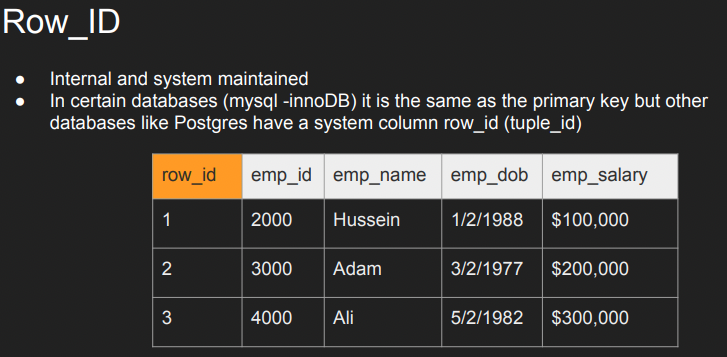 Row_ID
● Internal and system maintained
● In certain databases (mysql -innoDB) it is the same as the primary key but other
databases like Postgres have a system column row_id (tuple_id)
row_id emp_id emp_name emp_dob emp_salary
1 2000 Hussein 1/2/1988 $100,000
2 3000 Adam 3/2/1977 $200,000
3 4000 Ali 5/2/1982 $300,000